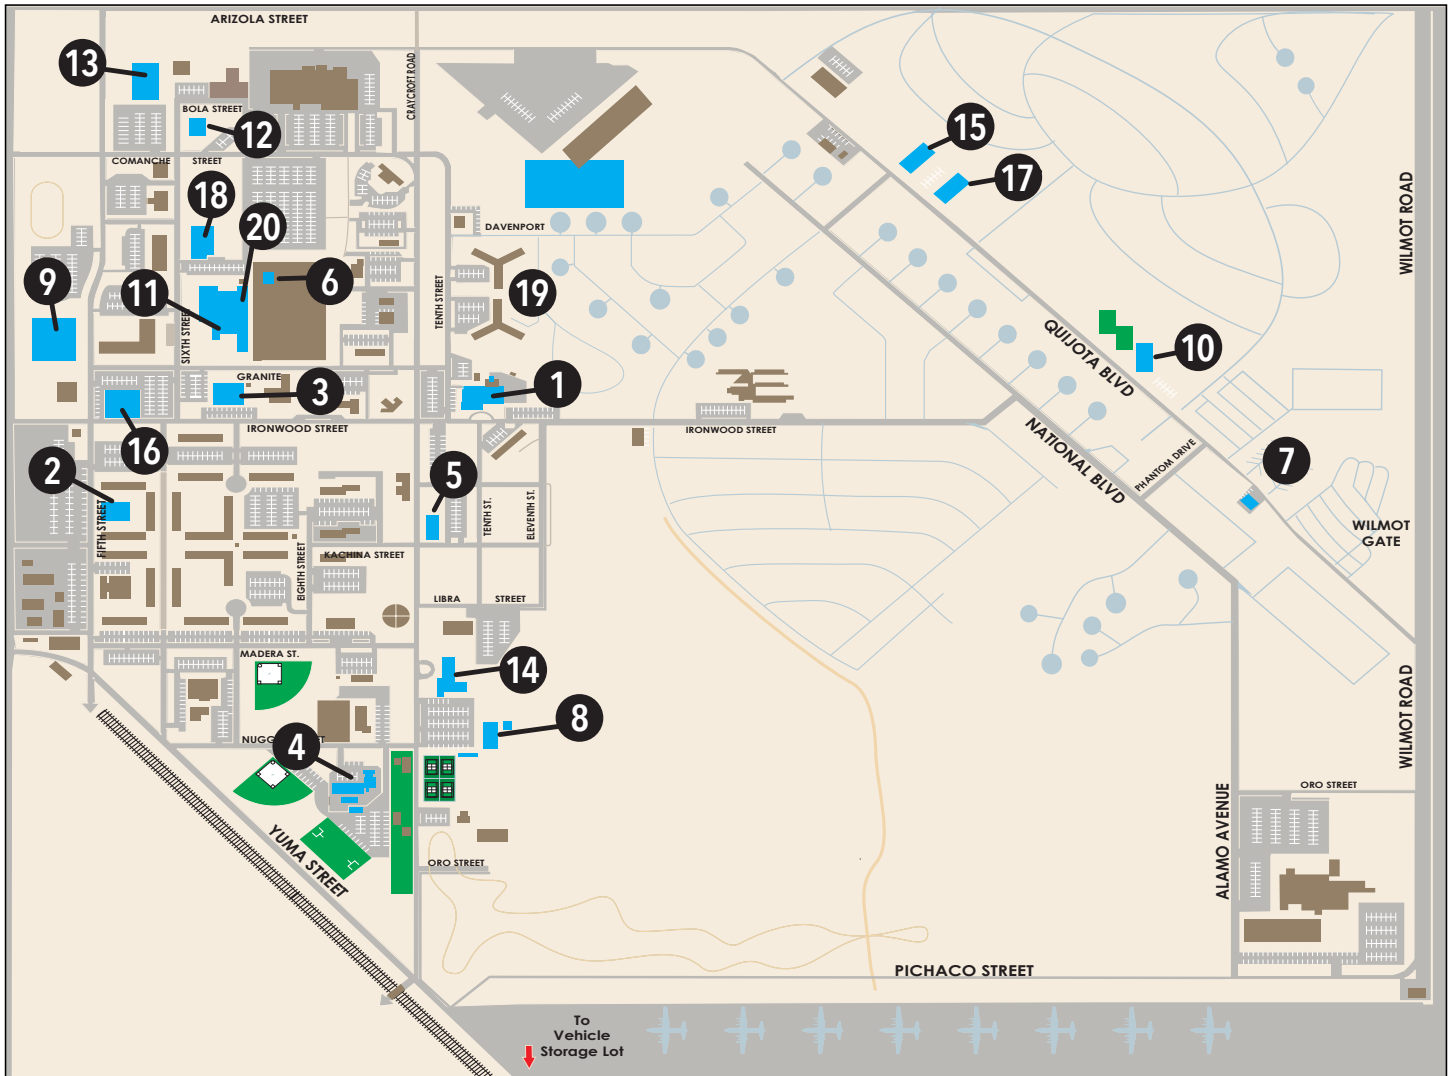 ARIZOLA STREET
13
CRAYCROFT ROAD
BOLA STREET
12
15
COMANCHE
STREET
17
18
20
DAVENPORT
WILMOT ROAD
9
11
6
TENTH STREET
19
SIXTH STREET
QUIJOTA BLVD
10
GRANITE
3
1
IRONWOOD STREET
IRONWOOD STREET
16
NATIONAL BLVD
2
5
PHANTOM DRIVE
7
FIFTH STREET
TENTH ST.
ELEVENTH ST.
WILMOT
GATE
EIGHTH STREET
KACHINA STREET
LIBRA
STREET
MADERA ST.
14
WILMOT ROAD
8
4
ORO STREET
YUMA STREET
ALAMO AVENUE
ORO STREET
PICHACO STREET
To
Vehicle
Storage Lot